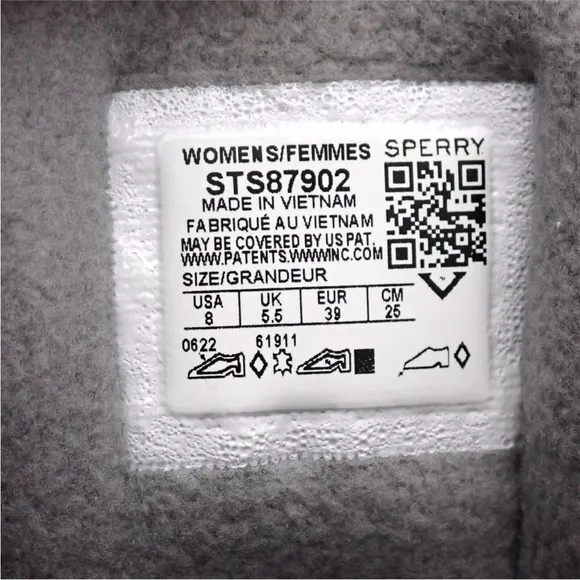 WOMENS/FEMMES SPERRY
STS87902
MADE IN VIETNAM
FABRIQUÉ AU VIETNAM
MAY BE COVERED BY US PAT.
WWW.PATENTS.WWWINC.COM
SIZE/GRANDEUR
USA UK EUR CM
8 5.5 39 25
0622 61911